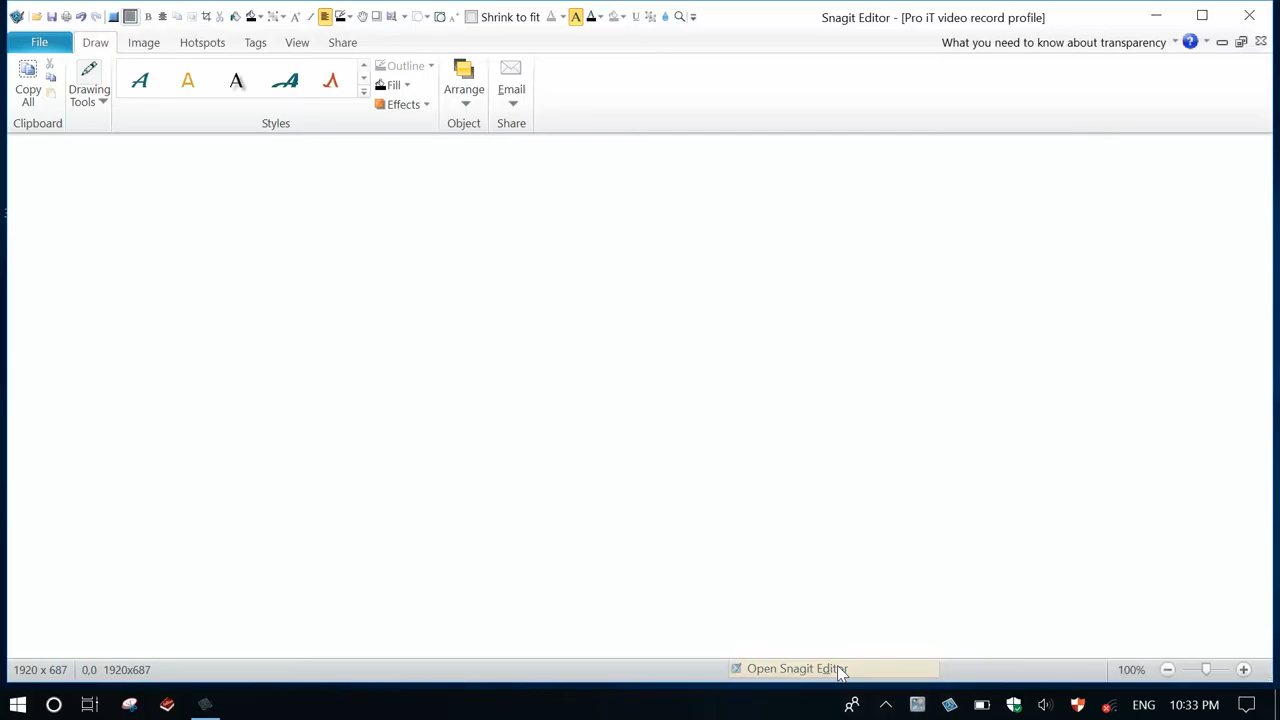 Shrink to fit
Snagit Editor - [Pro iT video record profile]
File Draw Image Hotspots Tags View Share
What you need to know about transparency
Copy All
Drawing Tools
Outline
Fill
Effects
Arrange
Email
Clipboard
Styles
Object
Share
1920 x 687
0,0 1920x687
Open Snagit Editor
100%
ENG
10:33 PM